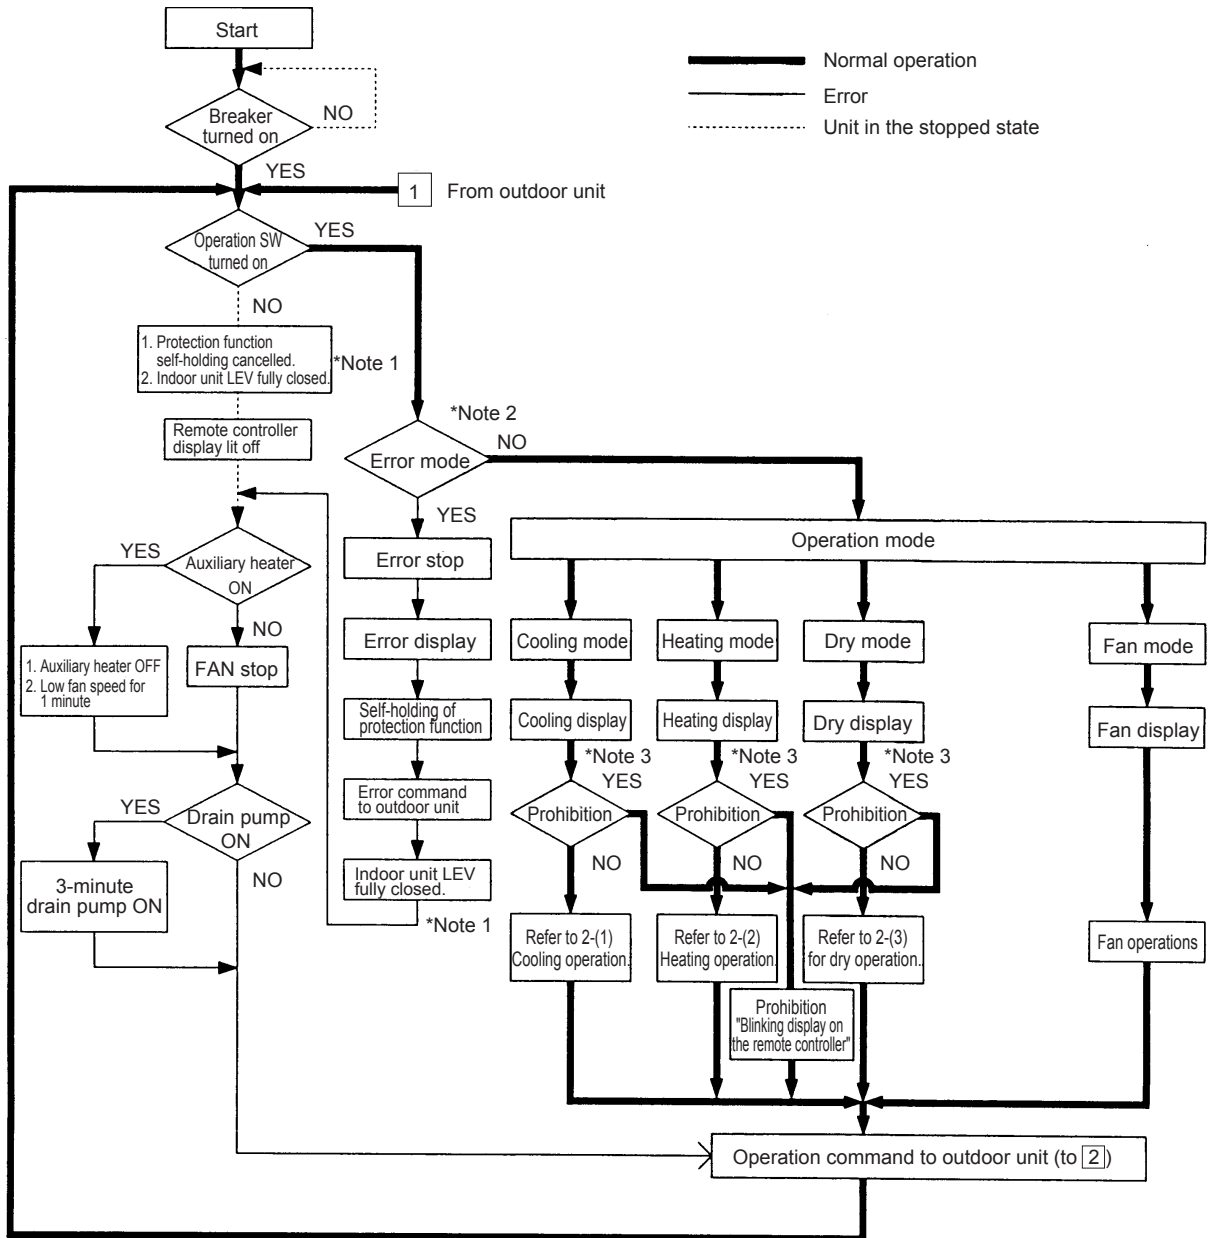 Start
Normal operation
Error
Unit in the stopped state
Breaker
turned on
NO
YES
1
From outdoor unit
Operation SW
turned on
YES
NO
1. Protection function
self-holding cancelled.
2. Indoor unit LEV fully closed.
*Note 1
Remote controller
display lit off
*Note 2
Error mode
NO
YES
Operation mode
YES
Auxiliary heater
ON
NO
Error stop
Error display
Cooling mode
Heating mode
Dry mode
Fan mode
1. Auxiliary heater OFF
2. Low fan speed for
1 minute
FAN stop
Self-holding of
protection function
Cooling display
Heating display
Dry display
Fan display
*Note 3
YES
*Note 3
YES
*Note 3
YES
Error command
to outdoor unit
Prohibition
Prohibition
Prohibition
NO
NO
NO
YES
Drain pump
ON
NO
3-minute
drain pump ON
Indoor unit LEV
fully closed.
*Note 1
Refer to 2-(1)
Cooling operation.
Refer to 2-(2)
Heating operation.
Refer to 2-(3)
for dry operation.
Fan operations
Prohibition
"Blinking display on
the remote controller"
Operation command to outdoor unit (to 2)